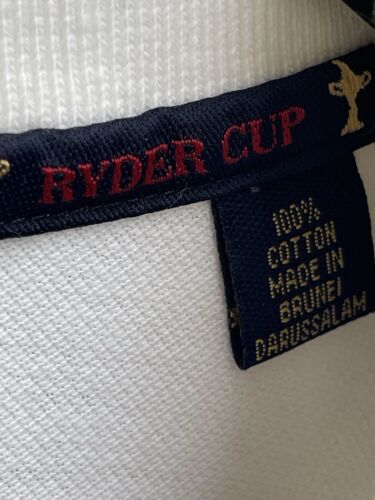 RYDER CUP
100%
COTTON
MADE IN
BRUNEI
DARUSSALAM